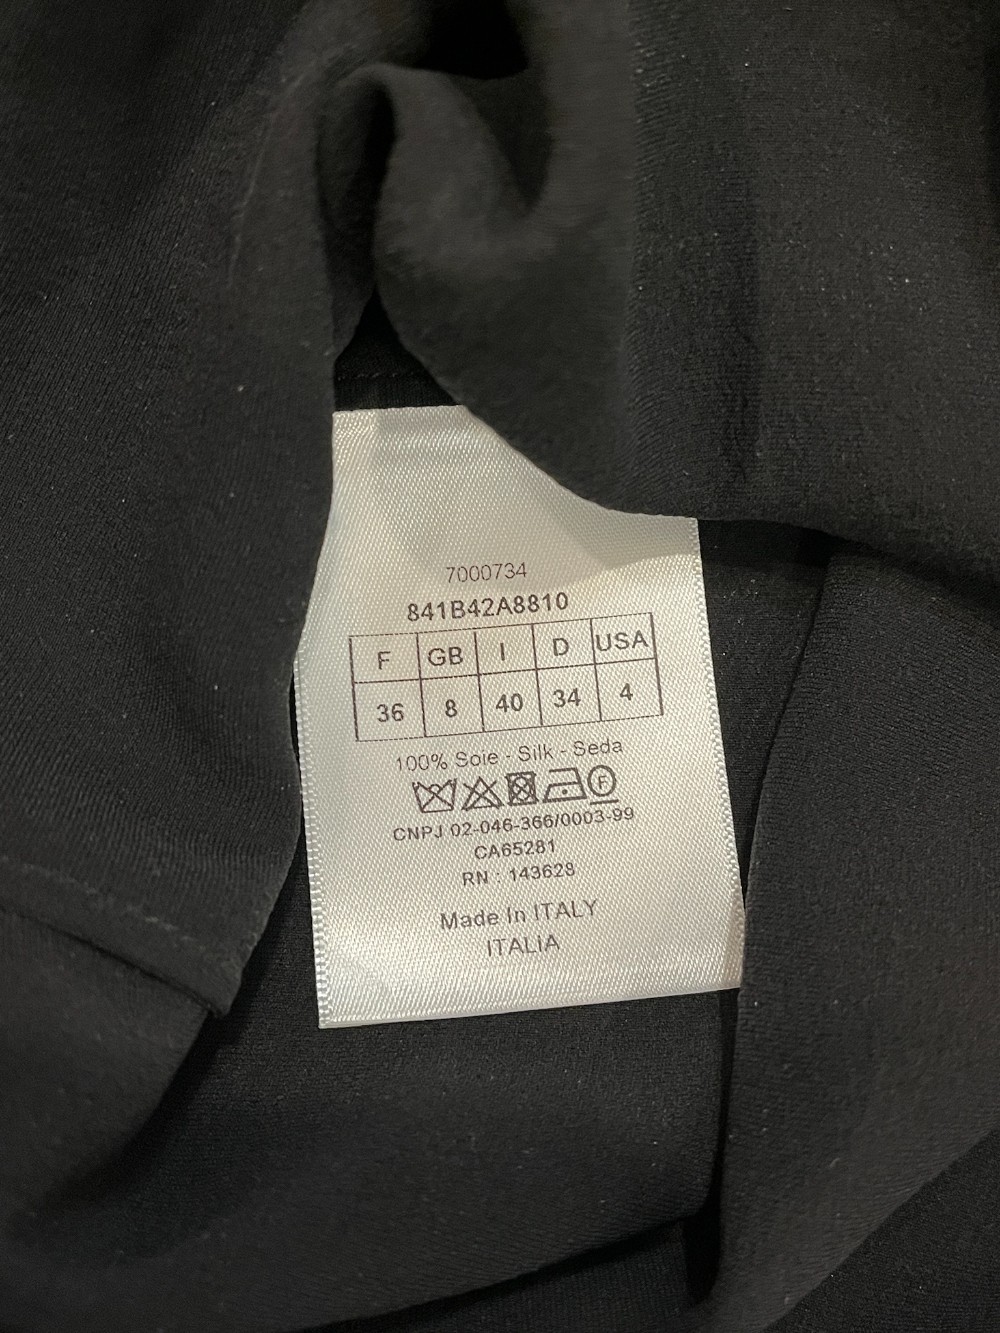 7000734
841B42A8810
F GB I D USA
36 8 40 34 4
100% Soie - Silk - Seda
F
CNPJ 02-046-366/0003-99
CA65281
RN : 143628
Made In ITALY
ITALIA